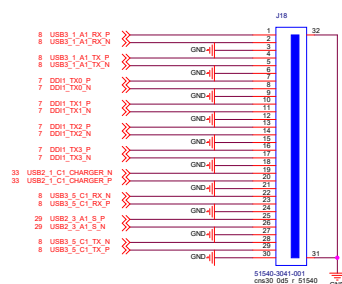 J18
8 USB3_1_A1_RX_P 1 32
8 USB3_1_A1_RX_N 2
GND 3
8 USB3_1_A1_TX_P 4
8 USB3_1_A1_TX_N 5
GND 6
7 DDI1_TX0_P 7
7 DDI1_TX0_N 8
GND 9
7 DDI1_TX1_P 10
7 DDI1_TX1_N 11
GND 12
7 DDI1_TX2_P 13
7 DDI1_TX2_N 14
GND 15
7 DDI1_TX3_P 16
7 DDI1_TX3_N 17
GND 18
33 USB2_1_C1_CHARGER_N 19
33 USB2_1_C1_CHARGER_P 20
GND 21
8 USB3_5_C1_RX_N 22
8 USB3_5_C1_RX_P 23
GND 24
29 USB2_3_A1_S_P 25
29 USB2_3_A1_S_N 26
GND 27
8 USB3_5_C1_TX_N 28
8 USB3_5_C1_TX_P 29
GND 30 31
51540-3041-001
cns30_0d5_r_51540